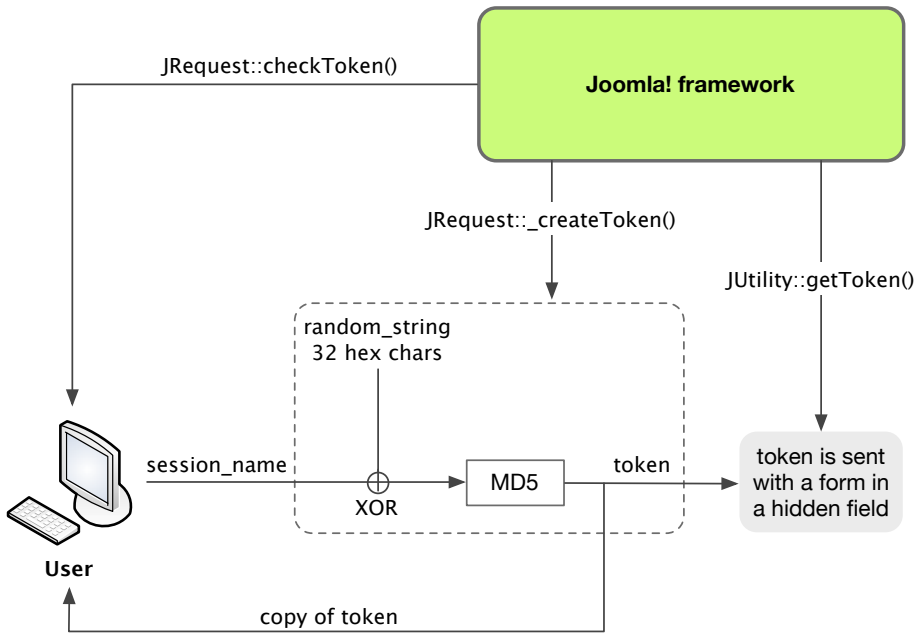 JRequest::checkToken()
Joomla! framework
JRequest::_createToken()
JUtility::getToken()
random_string
32 hex chars
session_name
XOR
MD5
token
token is sent
with a form in
a hidden field
User
copy of token